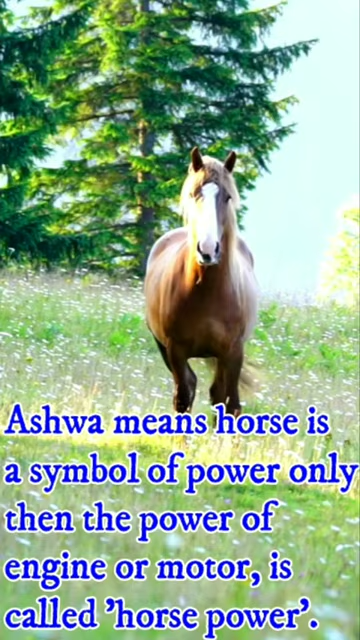 Ashwa means horse is
a symbol of power only
then the power of
engine or motor, is
called 'horse power'.